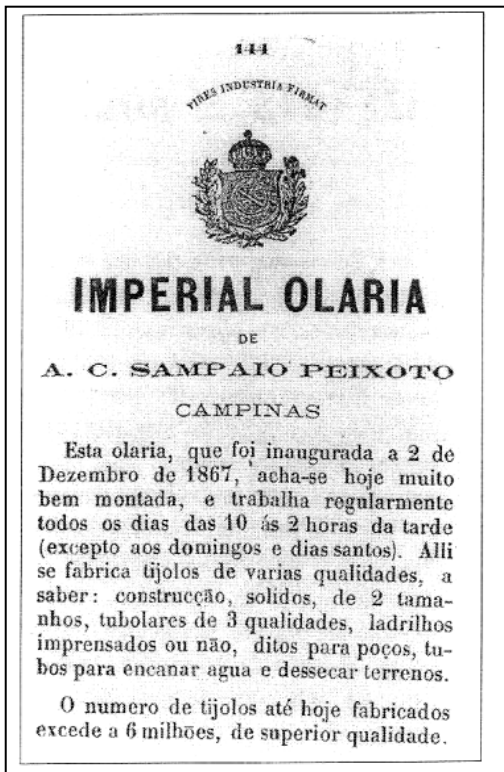 144
VIRES INDUSTRIA FIRMAT
IMPERIAL OLARIA
DE
A. C. SAMPAIO PEIXOTO
CAMPINAS
Esta olaria, que foi inaugurada a 2 de
Dezembro de 1867, acha-se hoje muito
bem montada, e trabalha regularmente
todos os dias das 10 ás 2 horas da tarde
(excepto aos domingos e dias santos). Alli
se fabrica tijolos de varias qualidades, a
saber: construcção, solidos, de 2 tama-
nhos, tubolares de 3 qualidades, ladrilhos
imprensados ou não, ditos para poços, tu-
bos para encanar agua e dessecar terrenos.
O numero de tijolos até hoje fabricados
excede a 6 milhões, de superior qualidade.